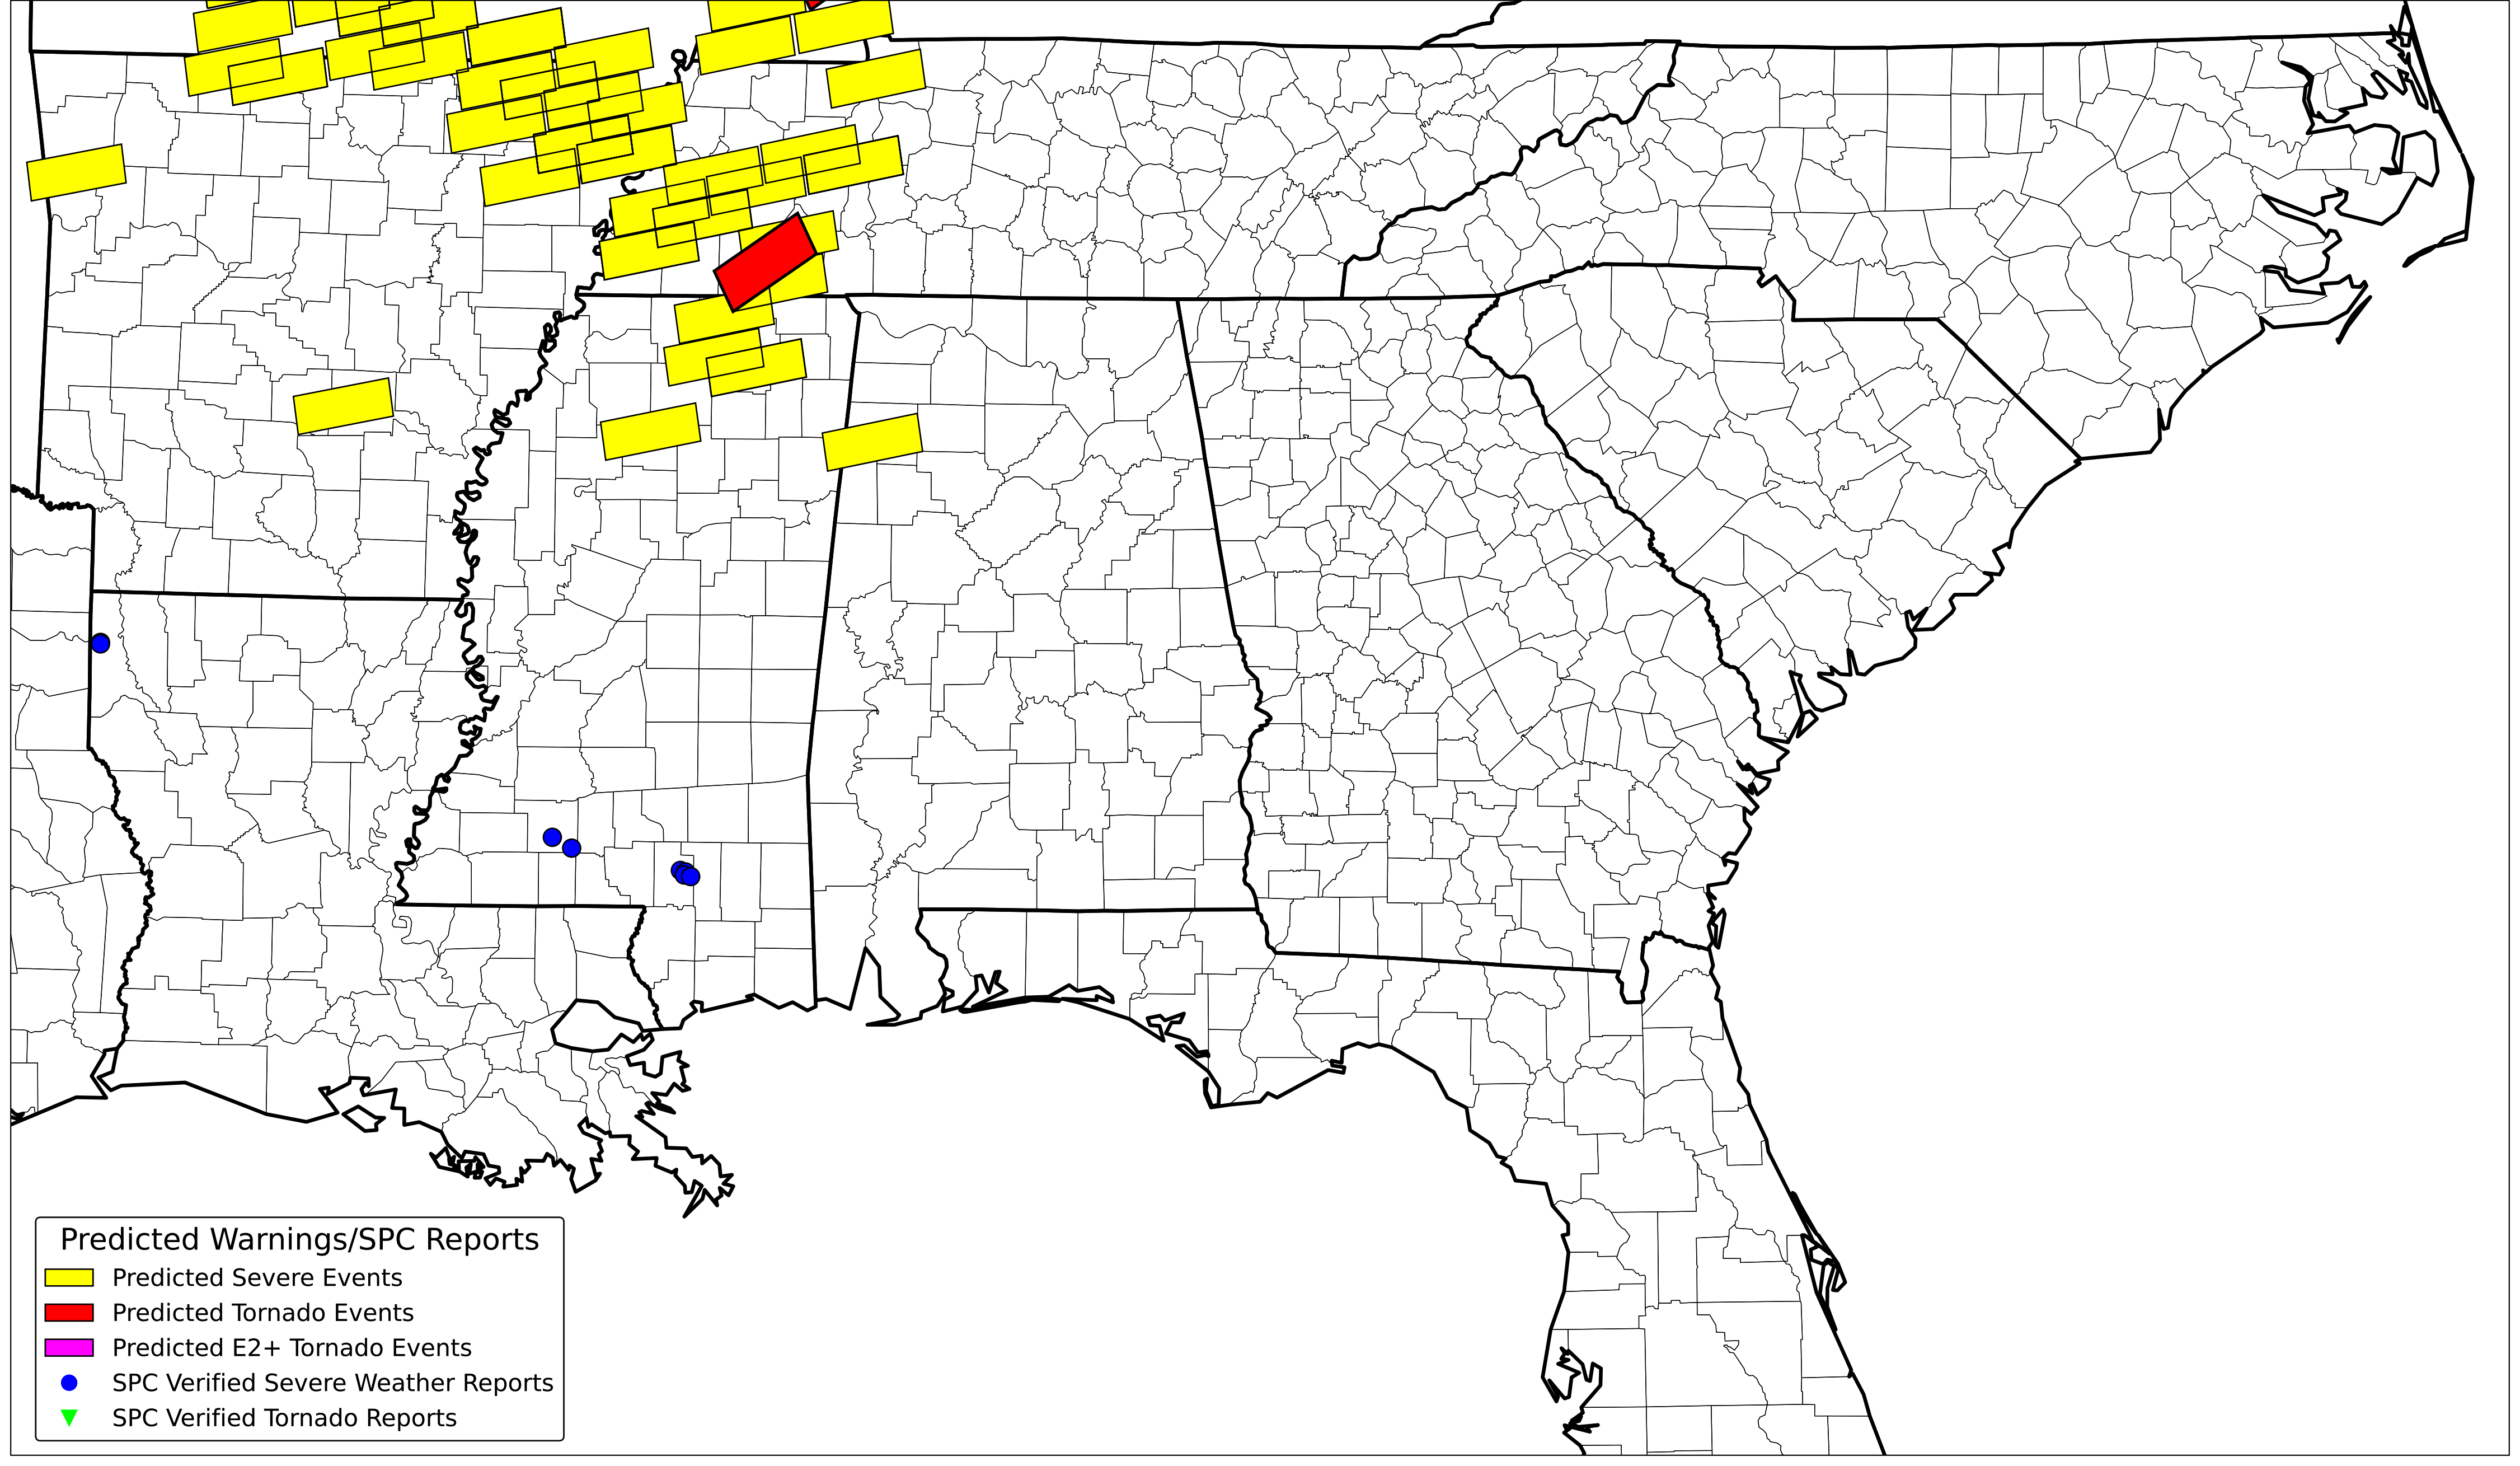 Predicted Warnings/SPC Reports
Predicted Severe Events
Predicted Tornado Events
Predicted E2+ Tornado Events
SPC Verified Severe Weather Reports
SPC Verified Tornado Reports